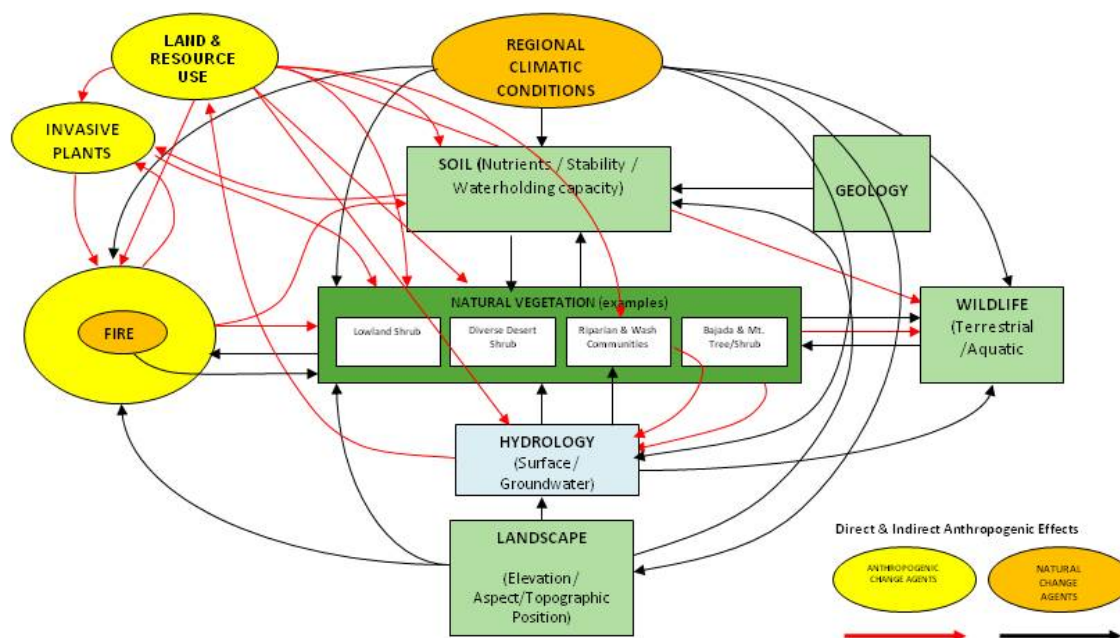 LAND &
RESOURCE
USE
REGIONAL
CLIMATIC
CONDITIONS
INVASIVE
PLANTS
SOIL (Nutrients / Stability /
Waterholding capacity)
GEOLOGY
NATURAL VEGETATION (examples)
Lowland Shrub
Diverse Desert
Shrub
Riparian & Wash
Communities
Bajada & Mt.
Tree/Shrub
WILDLIFE
(Terrestrial
/Aquatic
FIRE
HYDROLOGY
(Surface /
Groundwater)
LANDSCAPE
(Elevation /
Aspect/Topographic
Position)
Direct & Indirect Anthropogenic Effects
ANTHROPOGENIC
CHANGE AGENTS
NATURAL
CHANGE
AGENTS